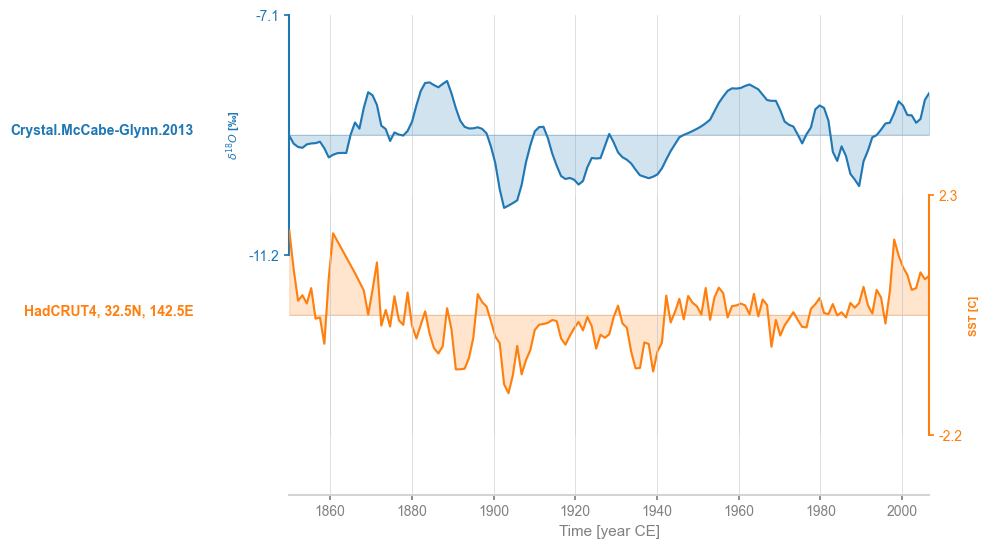 -7.1
Crystal.McCabe-Glynn.2013
δ¹⁸O [‰]
-11.2
2.3
HadCRUT4, 32.5N, 142.5E
SST [C]
-2.2
1860 1880 1900 1920 1940 1960 1980 2000
Time [year CE]